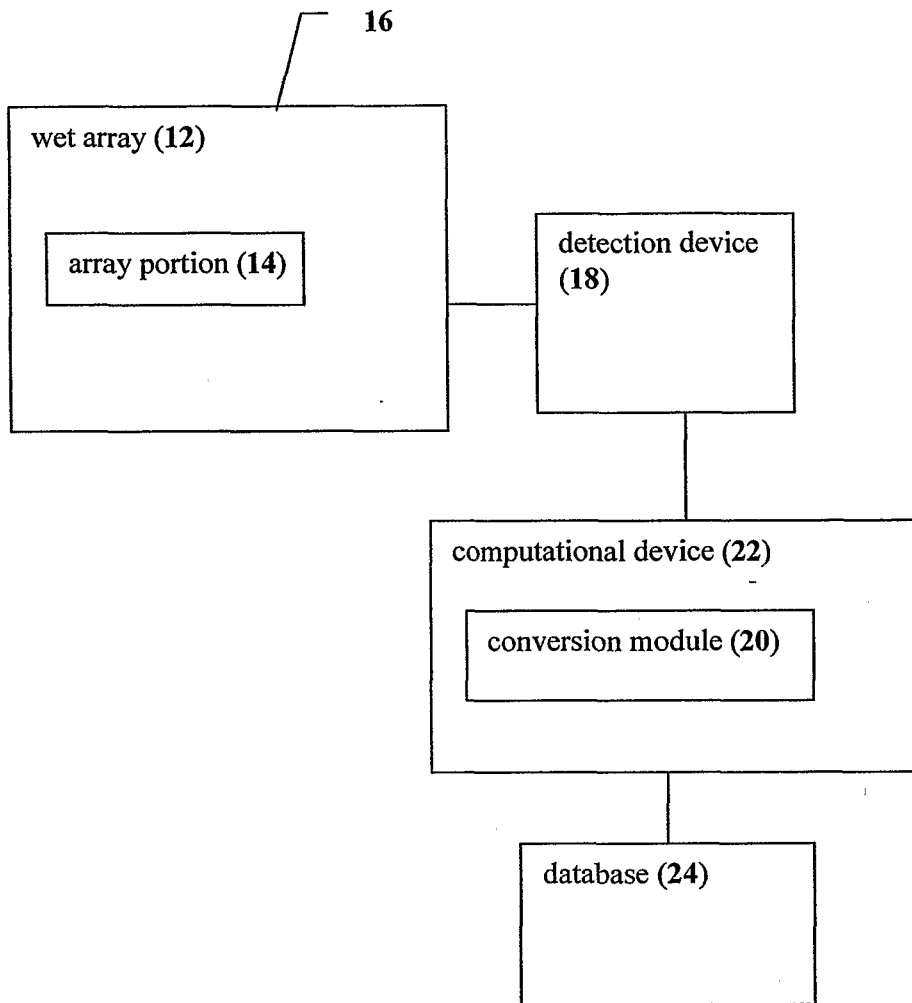 16
wet array (12)
array portion (14)
detection device
(18)
computational device (22)
conversion module (20)
database (24)